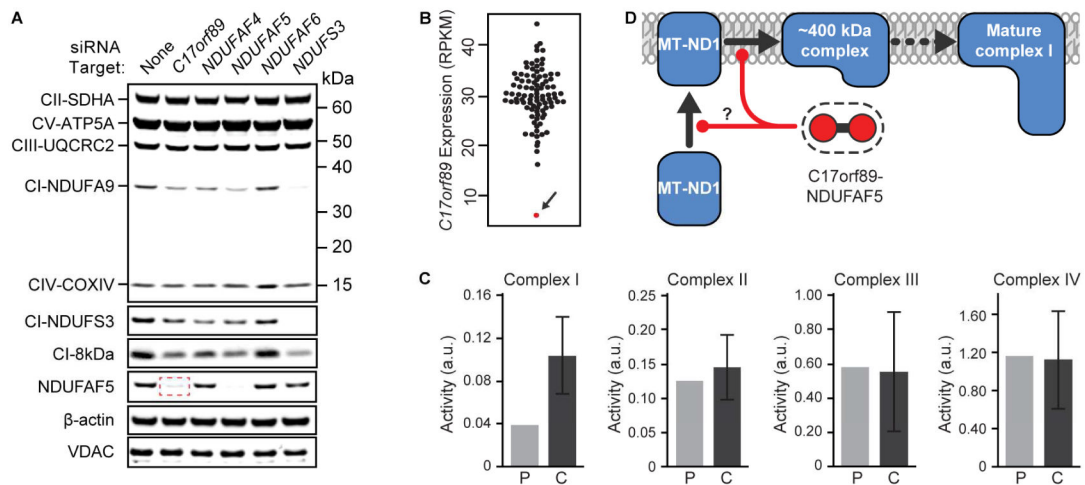 A
siRNA
Target:
None
C17orf89
NDUFAF4
NDUFAF5
NDUFAF6
NDUFS3
kDa
CII-SDHA
CV-ATP5A
CIII-UQCRC2
CI-NDUFA9
CIV-COXIV
60
50
40
30
20
15
CI-NDUFS3
CI-8kDa
NDUFAF5
β-actin
VDAC
B
C17orf89 Expression (RPKM)
40
30
20
10
D
MT-ND1
~400 kDa
complex
Mature
complex I
?
MT-ND1
C17orf89-
NDUFAF5
C
Complex I
Activity (a.u.)
0.16
0.12
0.08
0.04
0
P C
Complex II
Activity (a.u.)
0.25
0.20
0.15
0.10
0.05
0
P C
Complex III
Activity (a.u.)
1.00
0.80
0.60
0.40
0.20
0
P C
Complex IV
Activity (a.u.)
1.60
1.20
0.80
0.40
0
P C